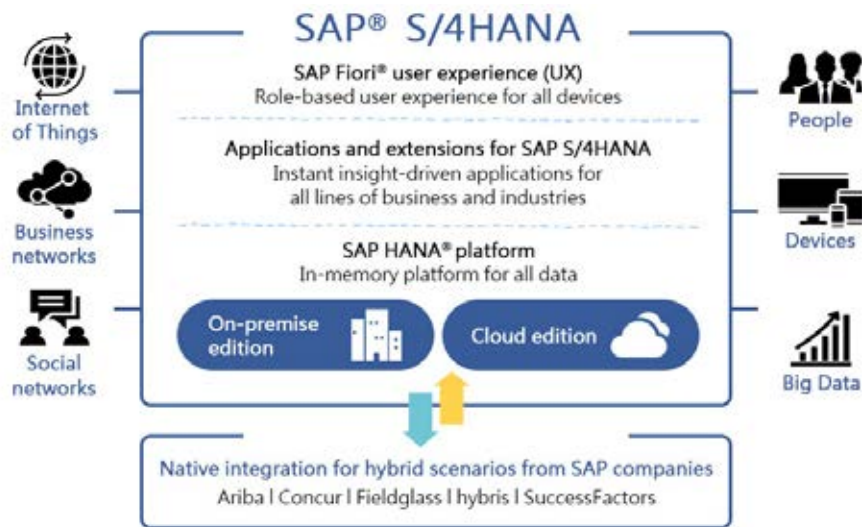 SAP® S/4HANA
SAP Fiori® user experience (UX)
Role-based user experience for all devices
Applications and extensions for SAP S/4HANA
Instant insight-driven applications for
all lines of business and industries
SAP HANA® platform
In-memory platform for all data
On-premise
edition
Cloud edition
Internet
of Things
Business
networks
Social
networks
People
Devices
Big Data
Native integration for hybrid scenarios from SAP companies
Ariba | Concur | Fieldglass | hybris | SuccessFactors